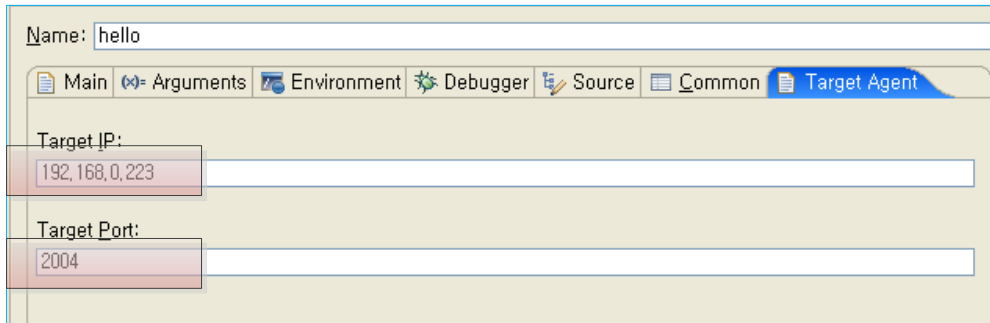 Name: hello
Main (x)= Arguments Environment Debugger Source Common Target Agent
Target IP:
192,168,0,223
Target Port:
2004